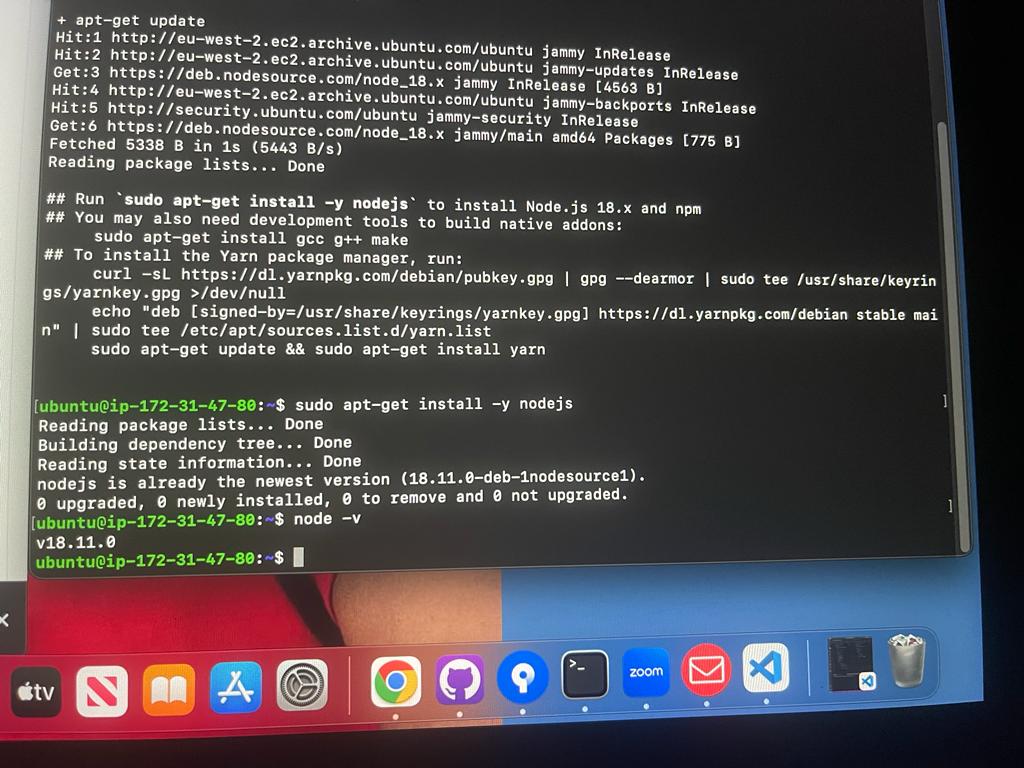 + apt-get update
Hit:1 http://eu-west-2.ec2.archive.ubuntu.com/ubuntu jammy InRelease
Hit:2 http://eu-west-2.ec2.archive.ubuntu.com/ubuntu jammy-updates InRelease
Get:3 https://deb.nodesource.com/node_18.x jammy InRelease [4563 B]
Hit:4 http://eu-west-2.ec2.archive.ubuntu.com/ubuntu jammy-backports InRelease
Hit:5 http://security.ubuntu.com/ubuntu jammy-security InRelease
Get:6 https://deb.nodesource.com/node_18.x jammy/main amd64 Packages [775 B]
Fetched 5338 B in 1s (5443 B/s)
Reading package lists... Done
## Run `sudo apt-get install -y nodejs` to install Node.js 18.x and npm
## You may also need development tools to build native addons:
     sudo apt-get install gcc g++ make
## To install the Yarn package manager, run:
     curl -sL https://dl.yarnpkg.com/debian/pubkey.gpg | gpg --dearmor | sudo tee /usr/share/keyrin
gs/yarnkey.gpg >/dev/null
     echo "deb [signed-by=/usr/share/keyrings/yarnkey.gpg] https://dl.yarnpkg.com/debian stable mai
n" | sudo tee /etc/apt/sources.list.d/yarn.list
     sudo apt-get update && sudo apt-get install yarn
[ubuntu@ip-172-31-47-80:~$ sudo apt-get install -y nodejs ]
Reading package lists... Done
Building dependency tree... Done
Reading state information... Done
nodejs is already the newest version (18.11.0-deb-1nodesource1).
0 upgraded, 0 newly installed, 0 to remove and 0 not upgraded.
[ubuntu@ip-172-31-47-80:~$ node -v ]
v18.11.0
ubuntu@ip-172-31-47-80:~$
tv
>_
zoom